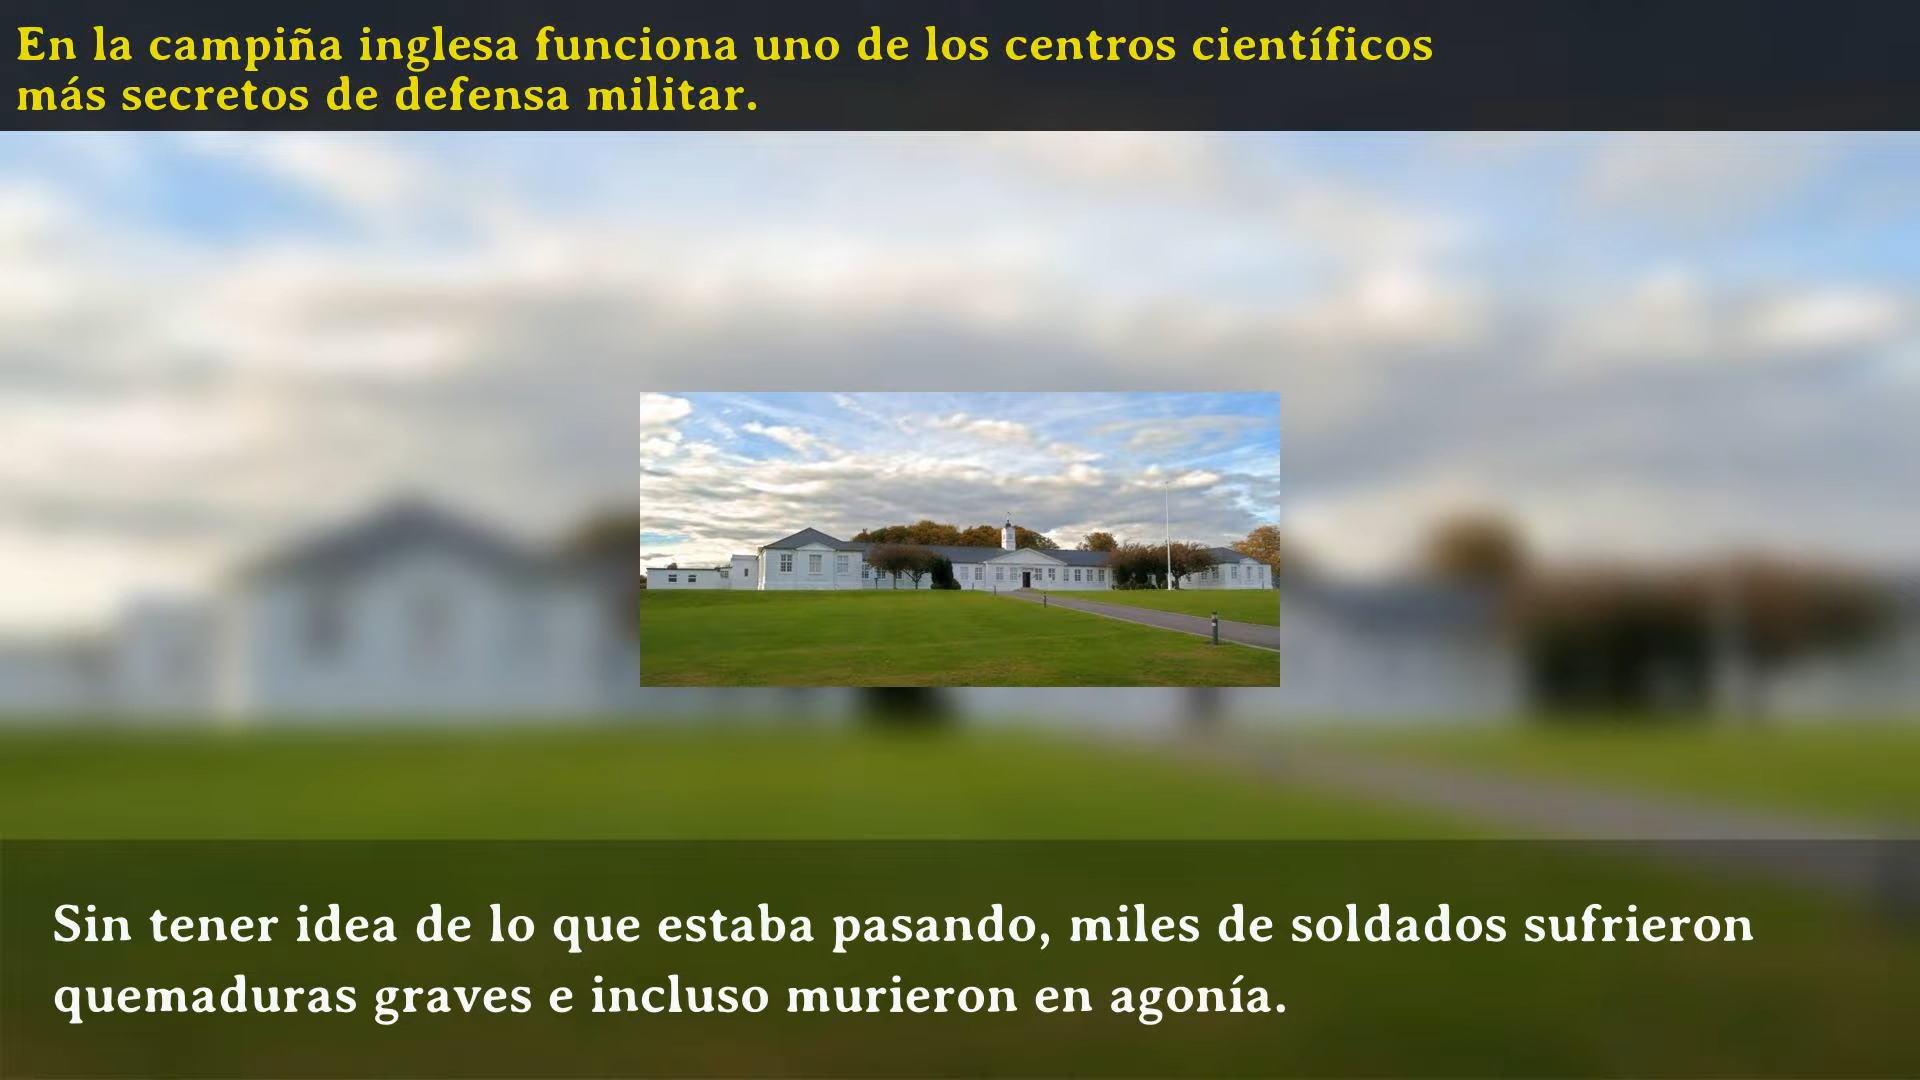 En la campiña inglesa funciona uno de los centros científicos
más secretos de defensa militar.
Sin tener idea de lo que estaba pasando, miles de soldados sufrieron
quemaduras graves e incluso murieron en agonía.